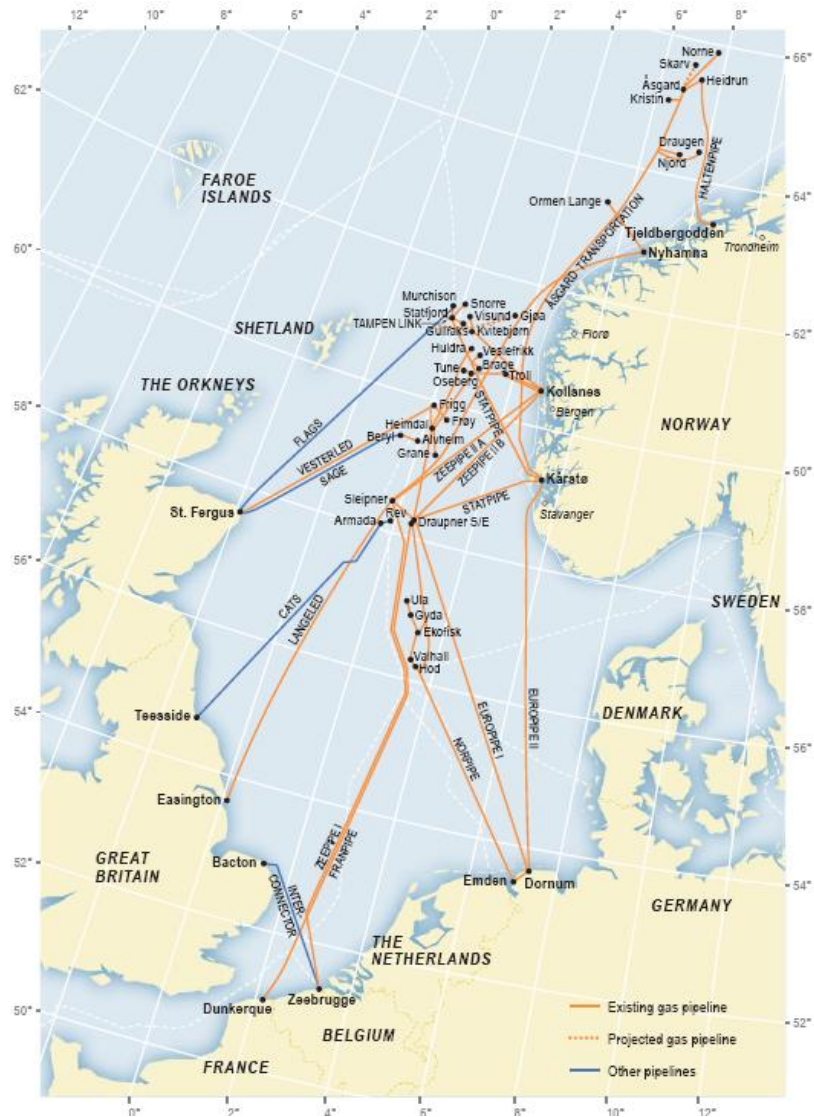 12° 10° 8° 6° 4° 2° 0° 2° 4° 6° 8°
62°
60°
58°
56°
54°
52°
50°
56°
54°
62°
60°
58°
56°
54°
52°
0° 2° 4° 6° 8° 10° 12°
Norne
Skarv
Åsgard
Heidrun
Kristin
Draugen
Njord
HALTENPIPE
Ormen Lange
Tjeldbergodden
Trondheim
Nyhamna
ÅSGARD TRANSPORTATION
FAROE
ISLANDS
Murchison
Snorre
Statfjord
Visund
Gjøa
TAMPEN LINK
Gullfaks
Kvitebjørn
Florø
SHETLAND
Huldra
Veslefrikk
Tune
Brage
Oseberg
Troll
THE ORKNEYS
Kollsnes
Bergen
STATPIPE
NORWAY
Frigg
Frøy
Heimdal
Beryl
Alvheim
Grane
FLAGS
VESTERLED
SAGE
ZEEPIPE II A
ZEEPIPE II B
Kårstø
STATPIPE
Stavanger
St. Fergus
Sleipner
Rev
Armada
Draupner S/E
CATS
LANGELED
Ula
Gyda
Ekofisk
Valhall
Hod
SWEDEN
DENMARK
Teesside
EUROPIPE I
EUROPIPE II
NORPIPE
Easington
GREAT
BRITAIN
Bacton
INTER-
CONNECTOR
ZEEPIPE I
FRANPIPE
Emden
Dornum
GERMANY
THE
NETHERLANDS
Dunkerque
Zeebrugge
BELGIUM
FRANCE
Existing gas pipeline
Projected gas pipeline
Other pipelines